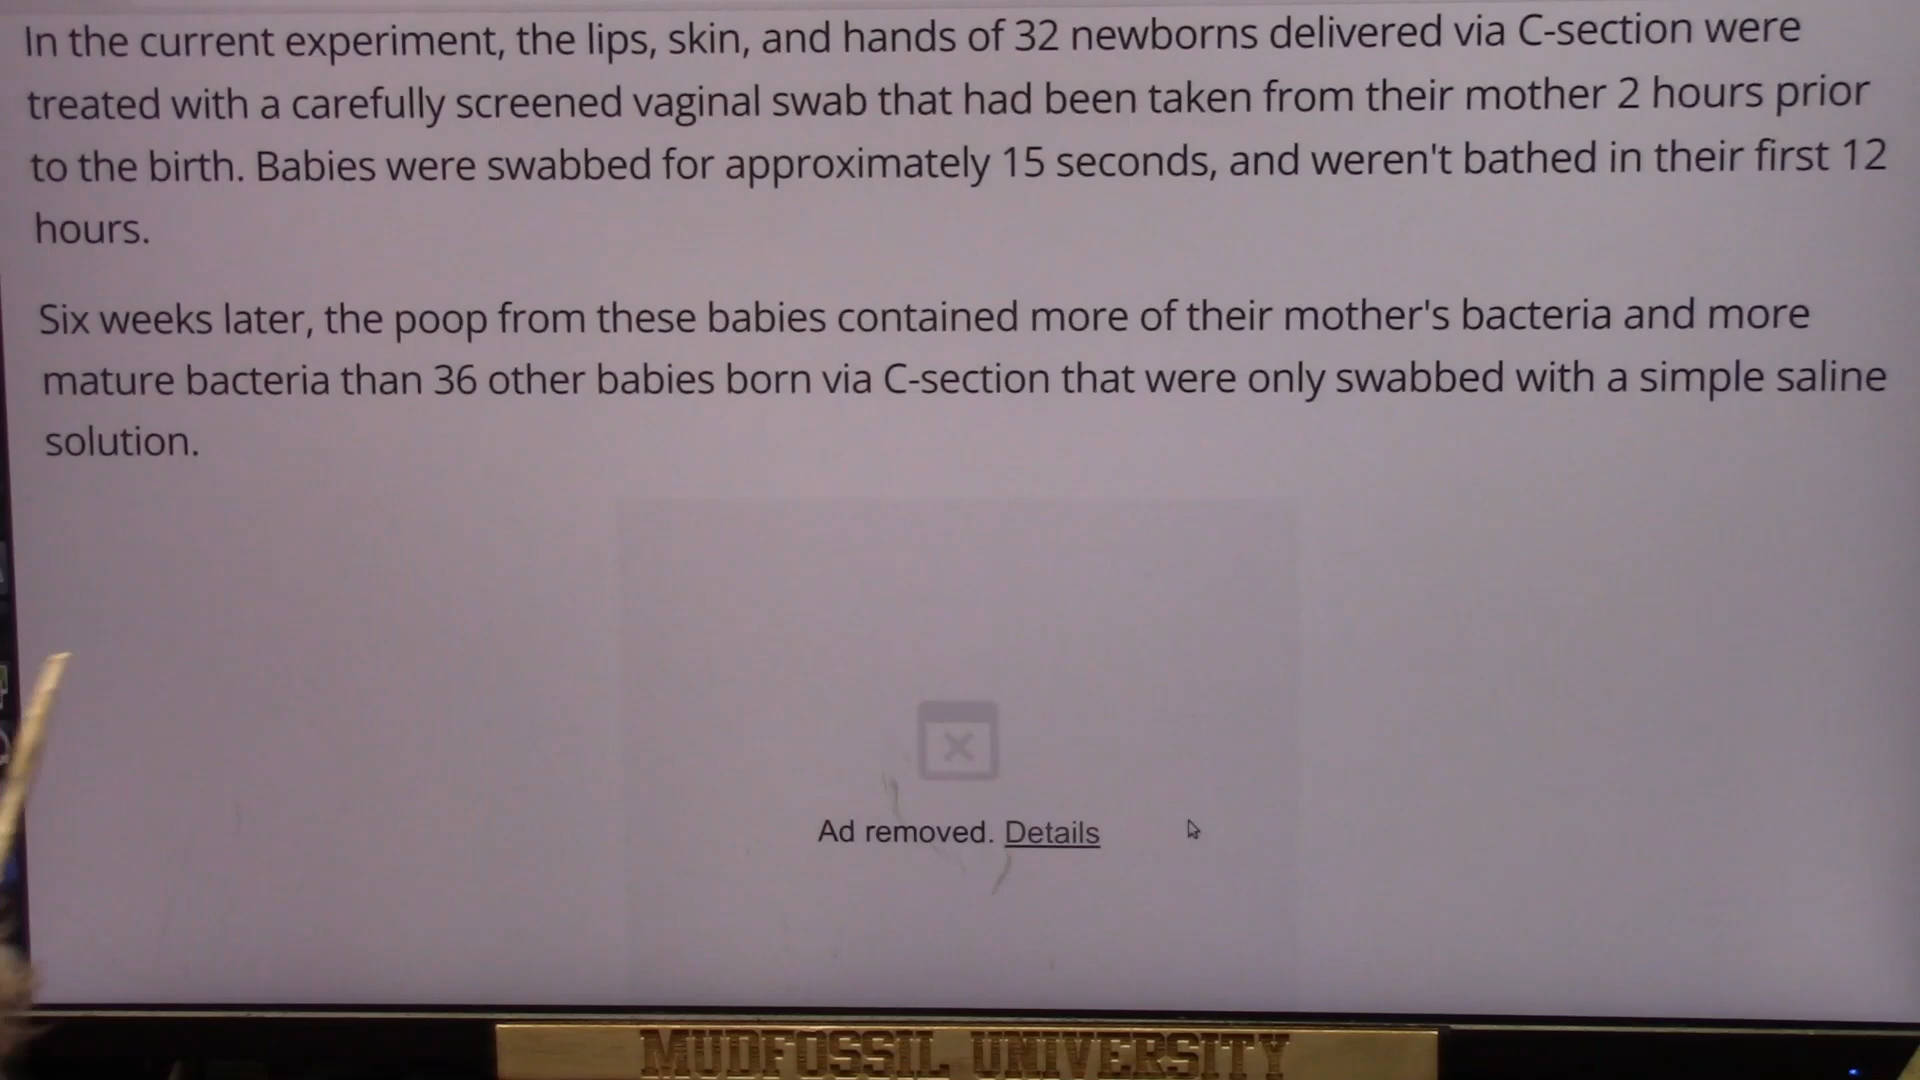 In the current experiment, the lips, skin, and hands of 32 newborns delivered via C-section were
treated with a carefully screened vaginal swab that had been taken from their mother 2 hours prior
to the birth. Babies were swabbed for approximately 15 seconds, and weren't bathed in their first 12
hours.
Six weeks later, the poop from these babies contained more of their mother's bacteria and more
mature bacteria than 36 other babies born via C-section that were only swabbed with a simple saline
solution.
Ad removed. Details
MUDFOSSIL UNIVERSITY